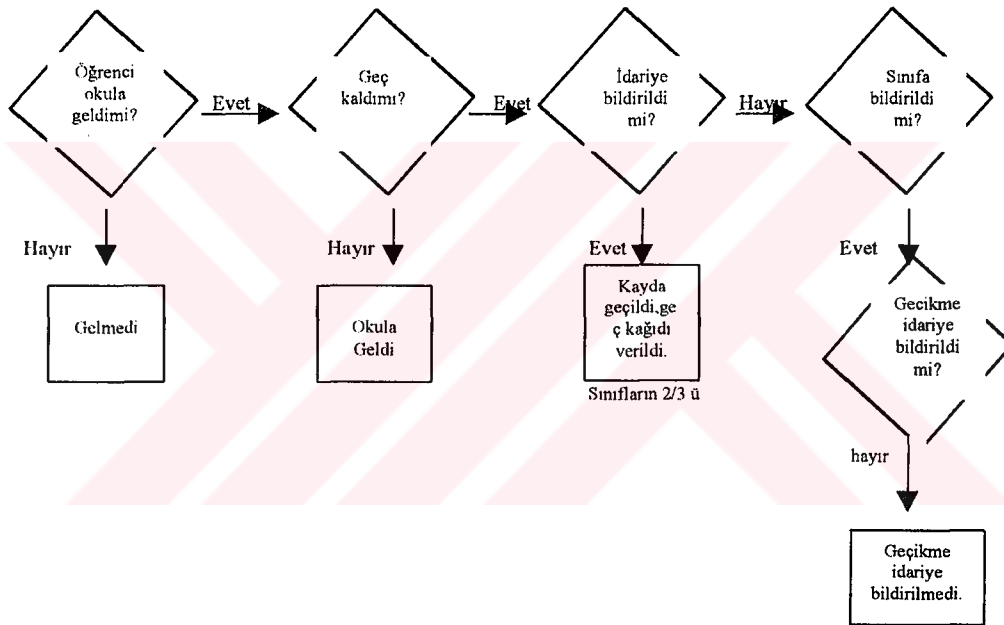 Öğrenci
okula
geldimi?
Evet
Geç
kaldımı?
Evet
İdariye
bildirildi
mi?
Hayır
Sınıfa
bildirildi
mi?
Hayır
Gelmedi
Hayır
Okula
Geldi
Evet
Kayda
geçildi,ge
ç kağıdı
verildi.
Sınıfların 2/3 ü
Evet
Gecikme
idariye
bildirildi
mi?
hayır
Geçikme
idariye
bildirilmedi.